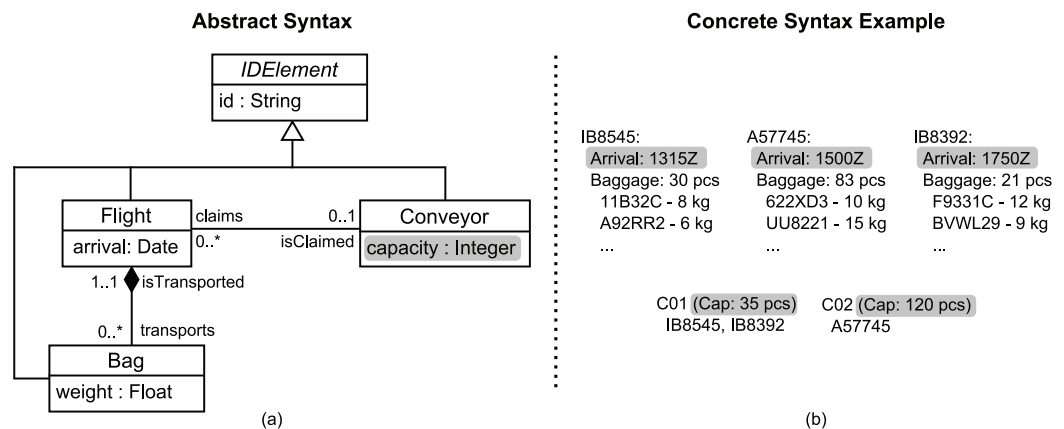 Abstract Syntax
IDElement
id : String
Flight
arrival: Date
claims
0..*
0..1
isClaimed
Conveyor
capacity : Integer
1..1
isTransported
0..*
transports
Bag
weight : Float
(a)
Concrete Syntax Example
IB8545:
Arrival: 1315Z
Baggage: 30 pcs
11B32C - 8 kg
A92RR2 - 6 kg
...
A57745:
Arrival: 1500Z
Baggage: 83 pcs
622XD3 - 10 kg
UU8221 - 15 kg
...
IB8392:
Arrival: 1750Z
Baggage: 21 pcs
F9331C - 12 kg
BVWL29 - 9 kg
...
C01 (Cap: 35 pcs)
IB8545, IB8392
C02 (Cap: 120 pcs)
A57745
(b)